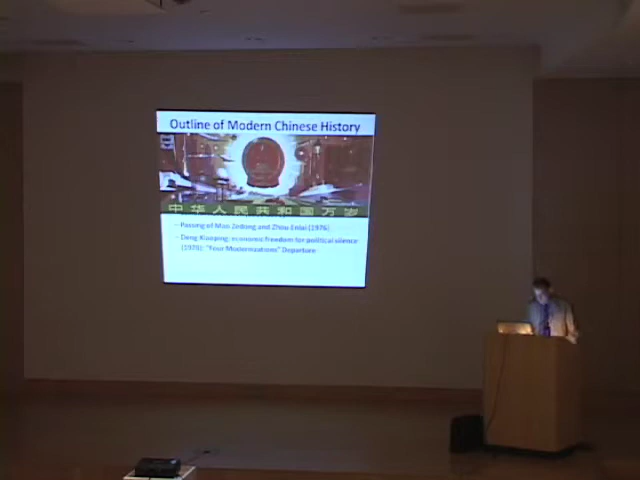 Outline of Modern Chinese History
中华人民共和国万岁
– Passing of Mao Zedong and Zhou Enlai (1976)
– Deng Xiaoping: economic freedom for political silence
(1978): "Four Modernizations" Departure